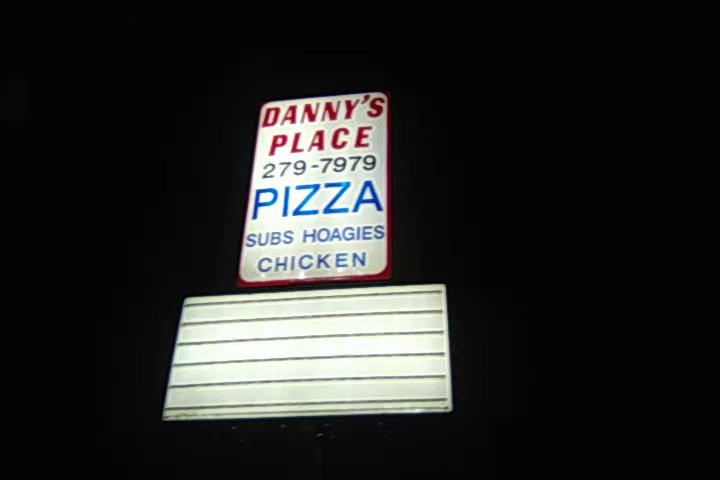 DANNY'S
PLACE
279-7979
PIZZA
SUBS HOAGIES
CHICKEN